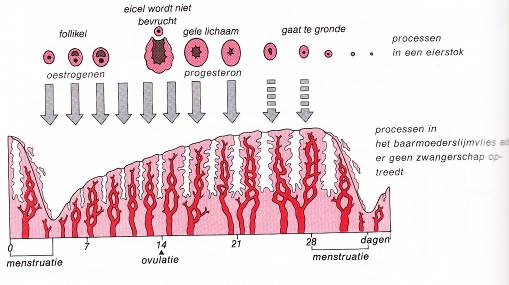 eicel wordt niet
bevrucht
follikel
gele lichaam
gaat te gronde
processen
in een eierstok
oestrogenen
progesteron
processen in
het baarmoederslijmvlies
er geen zwangerschap op-
treedt
0
7
14
21
28
dagen
menstruatie
ovulatie
menstruatie